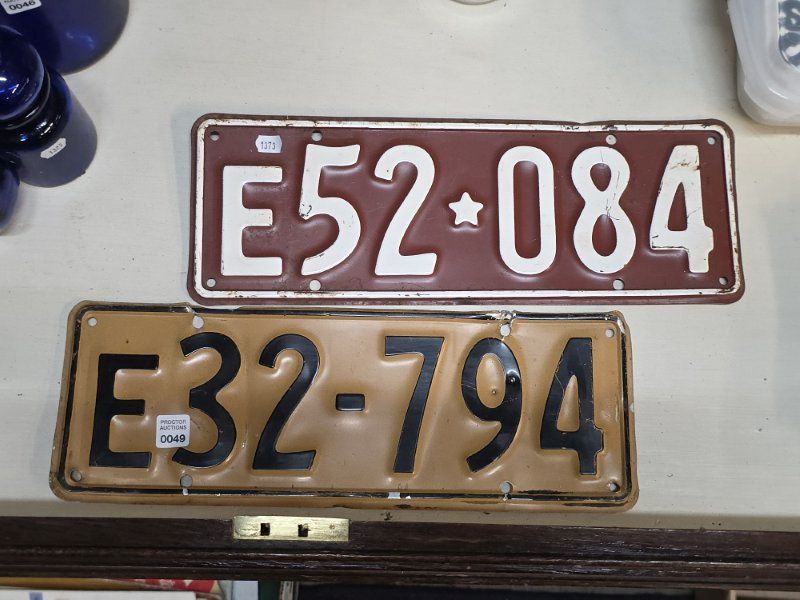 0046
1373
E52★084
E32-794
PROCTOR
AUCTIONS
0049